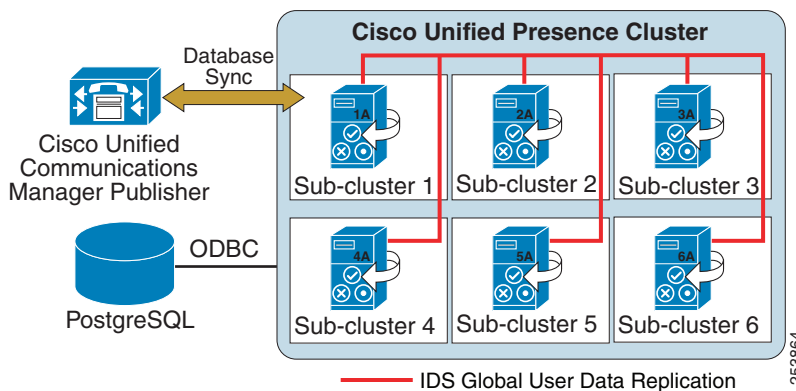 Cisco Unified Presence Cluster
Database
Sync
Cisco Unified
Communications
Manager Publisher
1A
Sub-cluster 1
2A
Sub-cluster 2
3A
Sub-cluster 3
ODBC
PostgreSQL
4A
Sub-cluster 4
5A
Sub-cluster 5
6A
Sub-cluster 6
IDS Global User Data Replication
253864